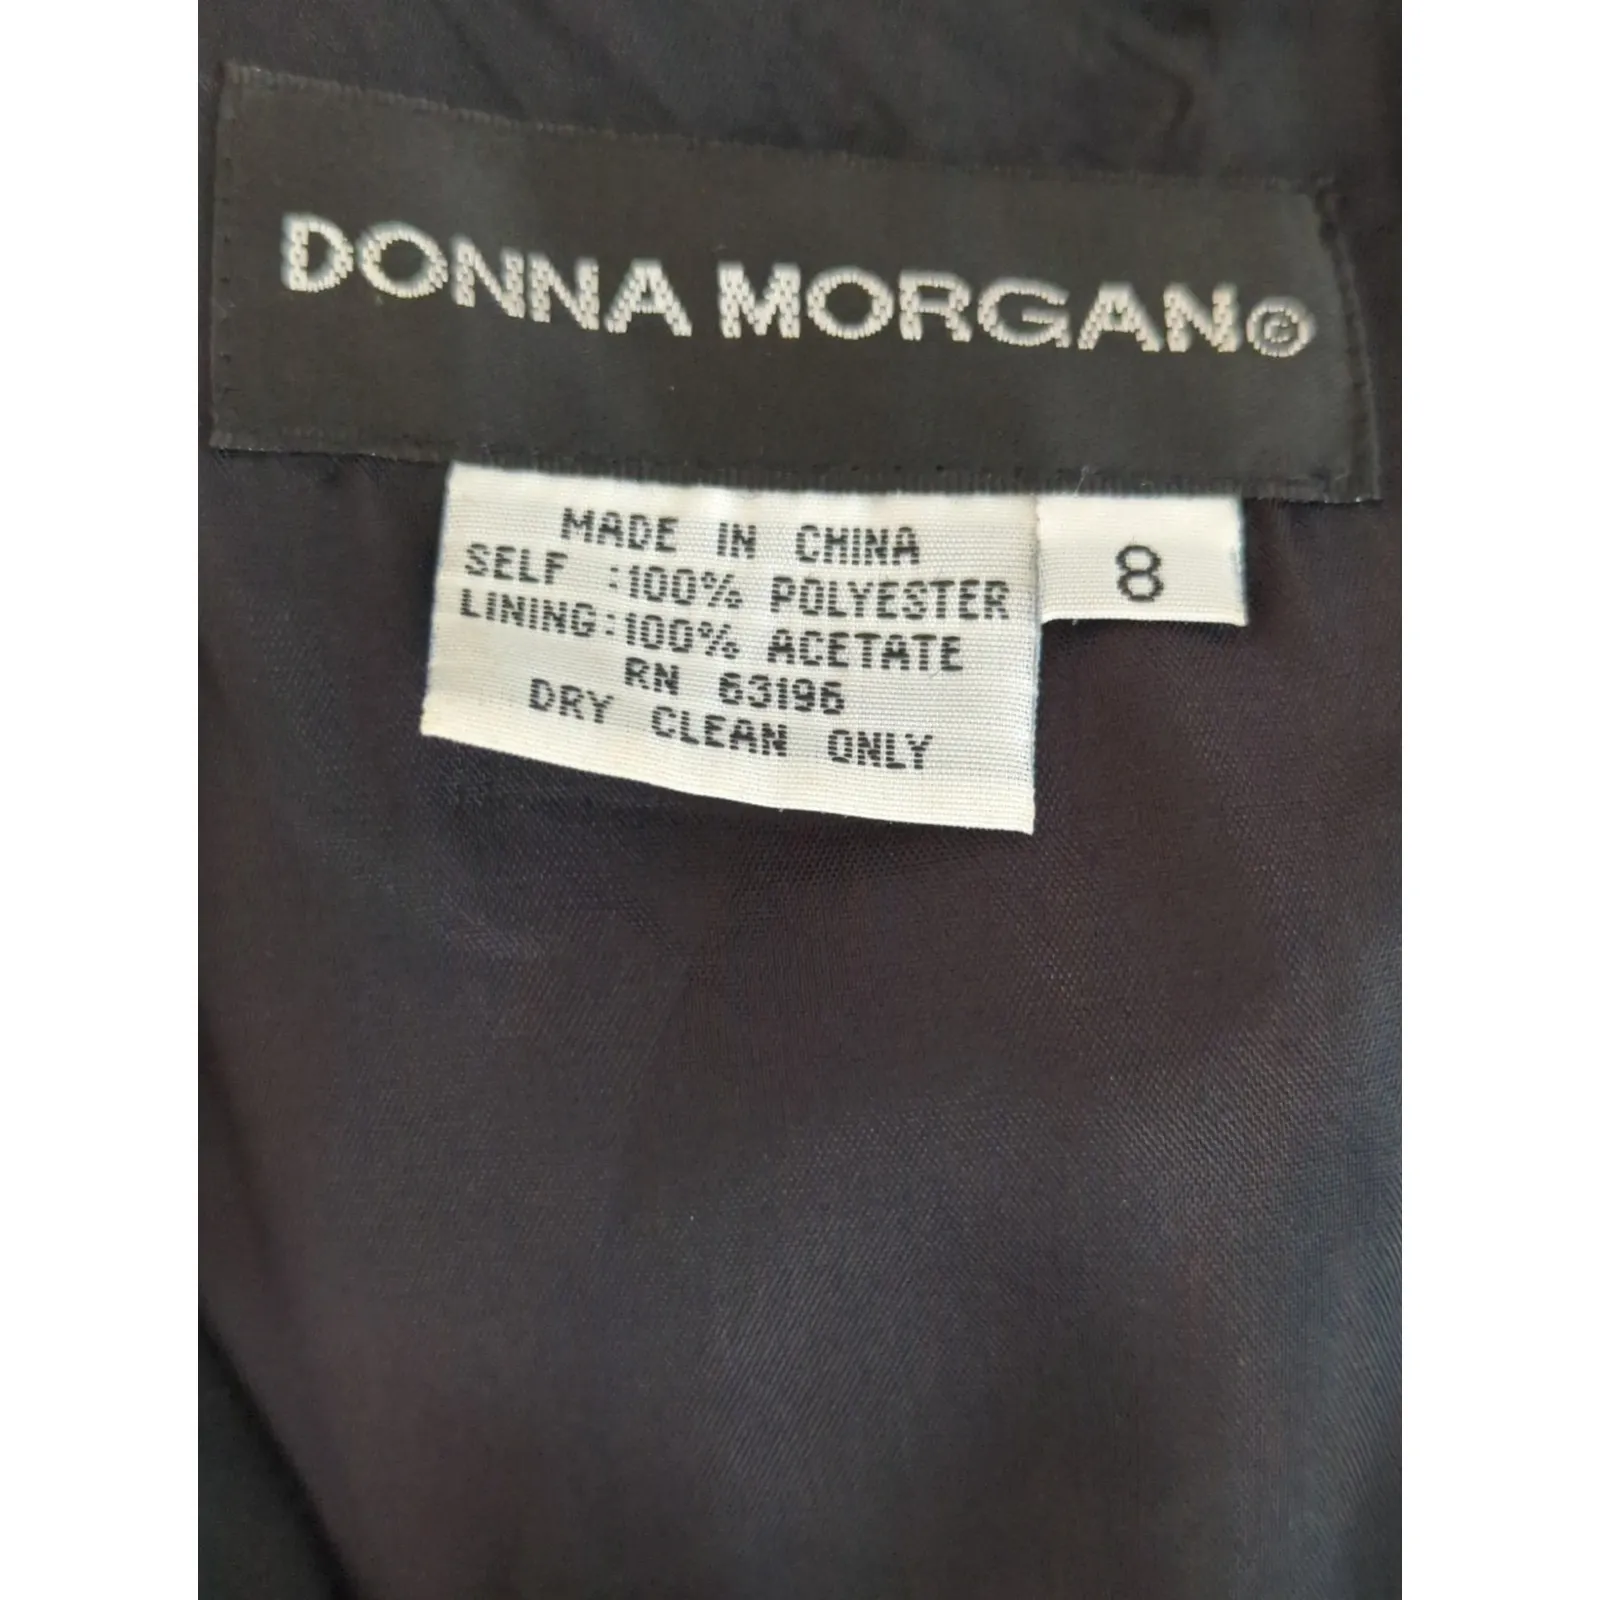 DONNA MORGAN©
MADE IN CHINA
SELF :100% POLYESTER
LINING:100% ACETATE
RN 63196
DRY CLEAN ONLY
8